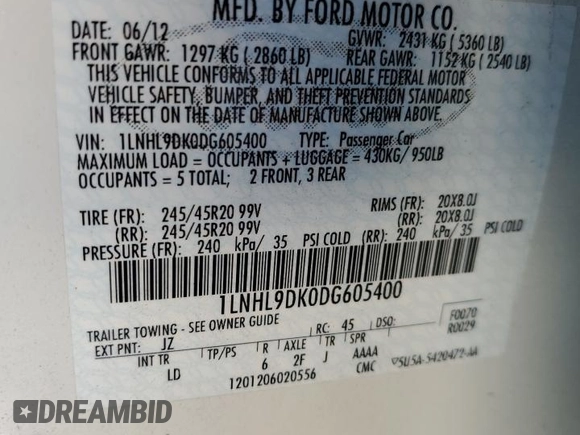 MFD. BY FORD MOTOR CO.
DATE: 06/12 GVWR: 2431 KG ( 5360 LB)
FRONT GAWR: 1297 KG ( 2860 LB) REAR GAWR: 1152 KG ( 2540 LB)
THIS VEHICLE CONFORMS TO ALL APPLICABLE FEDERAL MOTOR
VEHICLE SAFETY, BUMPER, AND THEFT PREVENTION STANDARDS
IN EFFECT ON THE DATE OF MANUFACTURE SHOWN ABOVE.
VIN: 1LNHL9DK0DG605400 TYPE: Passenger Car
MAXIMUM LOAD = OCCUPANTS + LUGGAGE = 430KG/ 950LB
OCCUPANTS = 5 TOTAL; 2 FRONT, 3 REAR
TIRE (FR): 245/45R20 99V RIMS (FR): 20X8.0J
(RR): 245/45R20 99V (RR): 20X8.0J
PRESSURE (FR): 240 kPa/ 35 PSI COLD (RR): 240 kPa/ 35 PSI COLD
1LNHL9DK0DG605400
TRAILER TOWING - SEE OWNER GUIDE
EXT PNT: JZ RC: 45 DSO: F0070
R0029
INT TR TP/PS R AXLE TR SPR
LD 6 2F J AAAA
1201206020556 CMC
DREAMBID